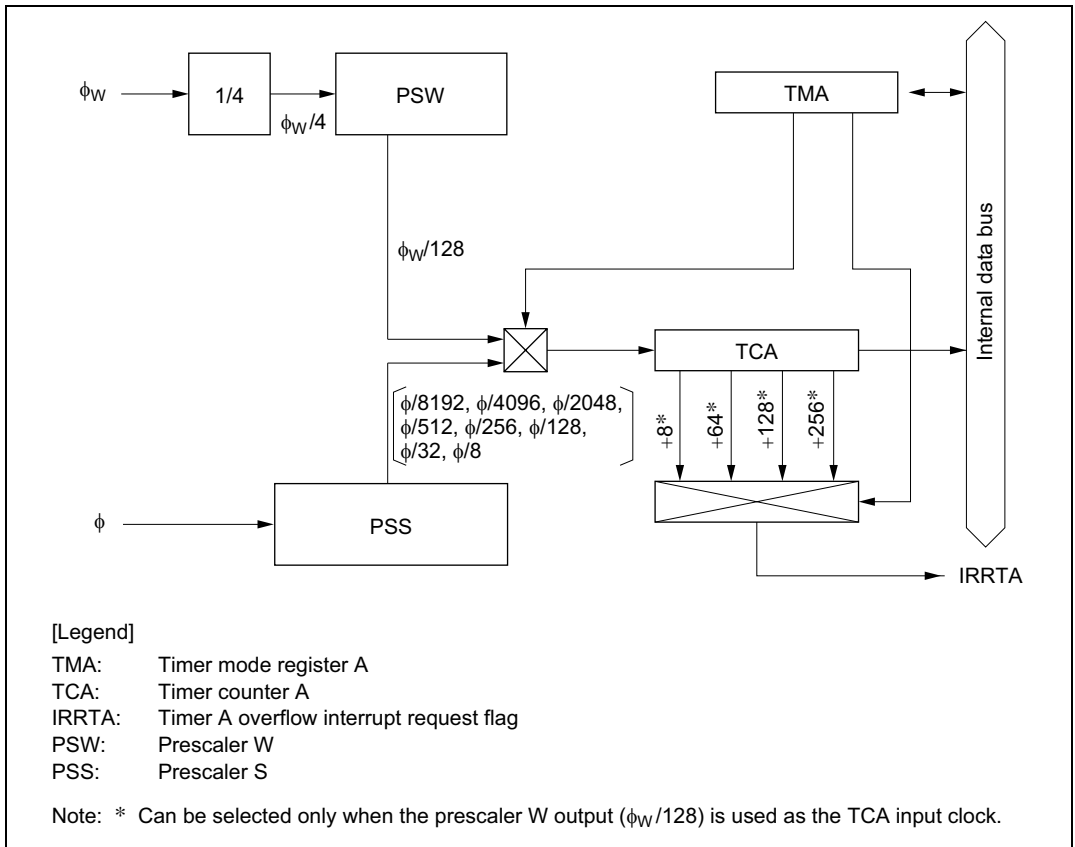 ϕW
1/4
ϕW/4
PSW
TMA
Internal data bus
ϕW/128
TCA
ϕ/8192, ϕ/4096, ϕ/2048,
ϕ/512, ϕ/256, ϕ/128,
ϕ/32, ϕ/8
÷8*
÷64*
÷128*
÷256*
ϕ
PSS
IRRTA
[Legend]
TMA: Timer mode register A
TCA: Timer counter A
IRRTA: Timer A overflow interrupt request flag
PSW: Prescaler W
PSS: Prescaler S
Note: * Can be selected only when the prescaler W output (ϕW/128) is used as the TCA input clock.